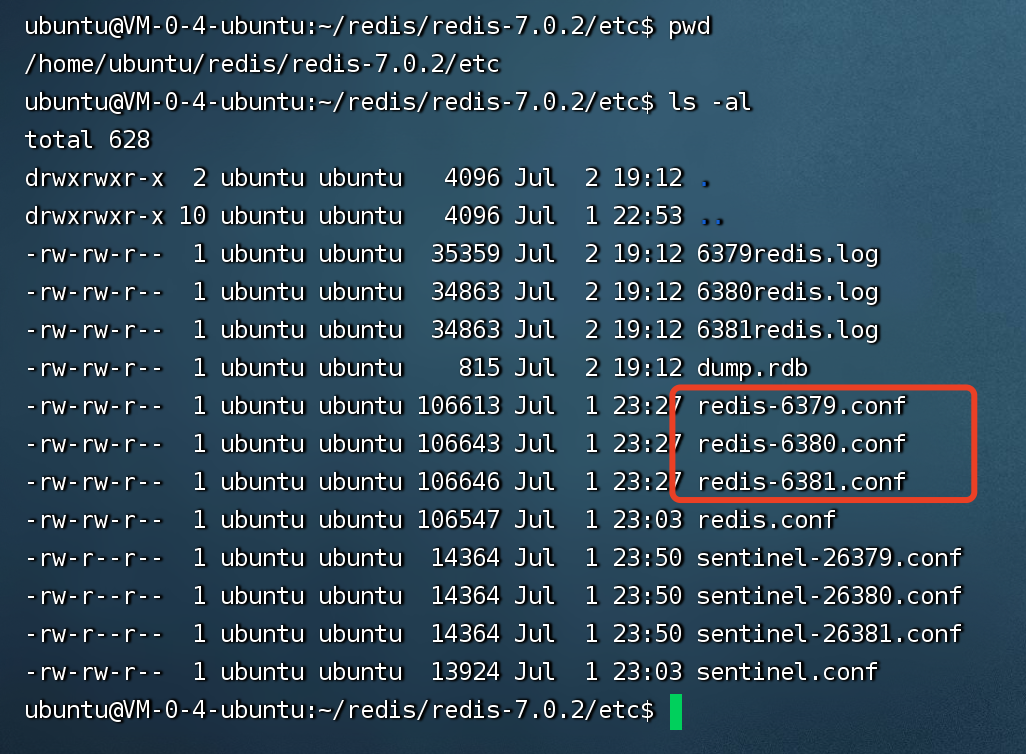 ubuntu@VM-0-4-ubuntu:~/redis/redis-7.0.2/etc$ pwd
/home/ubuntu/redis/redis-7.0.2/etc
ubuntu@VM-0-4-ubuntu:~/redis/redis-7.0.2/etc$ ls -al
total 628
drwxrwxr-x  2 ubuntu ubuntu   4096 Jul  2 19:12 .
drwxrwxr-x 10 ubuntu ubuntu   4096 Jul  1 22:53 ..
-rw-rw-r--  1 ubuntu ubuntu  35359 Jul  2 19:12 6379redis.log
-rw-rw-r--  1 ubuntu ubuntu  34863 Jul  2 19:12 6380redis.log
-rw-rw-r--  1 ubuntu ubuntu  34863 Jul  2 19:12 6381redis.log
-rw-rw-r--  1 ubuntu ubuntu    815 Jul  2 19:12 dump.rdb
-rw-rw-r--  1 ubuntu ubuntu 106613 Jul  1 23:27 redis-6379.conf
-rw-rw-r--  1 ubuntu ubuntu 106643 Jul  1 23:27 redis-6380.conf
-rw-rw-r--  1 ubuntu ubuntu 106646 Jul  1 23:27 redis-6381.conf
-rw-rw-r--  1 ubuntu ubuntu 106547 Jul  1 23:03 redis.conf
-rw-r--r--  1 ubuntu ubuntu  14364 Jul  1 23:50 sentinel-26379.conf
-rw-r--r--  1 ubuntu ubuntu  14364 Jul  1 23:50 sentinel-26380.conf
-rw-r--r--  1 ubuntu ubuntu  14364 Jul  1 23:50 sentinel-26381.conf
-rw-rw-r--  1 ubuntu ubuntu  13924 Jul  1 23:03 sentinel.conf
ubuntu@VM-0-4-ubuntu:~/redis/redis-7.0.2/etc$